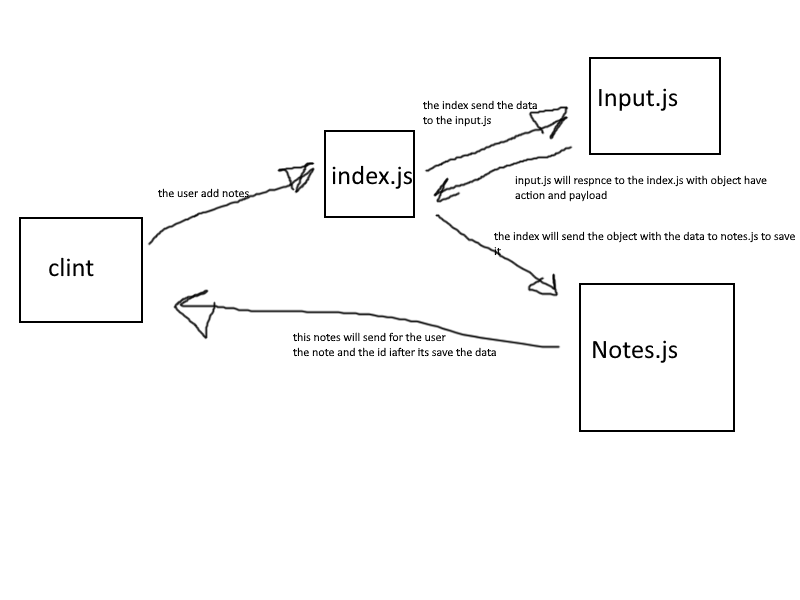 Input.js
the index send the data
to the input.js
index.js
input.js will respnce to the index.js with object have
action and payload
the user add notes
the index will send the object with the data to notes.js to save
it
clint
this notes will send for the user
the note and the id iafter its save the data
Notes.js